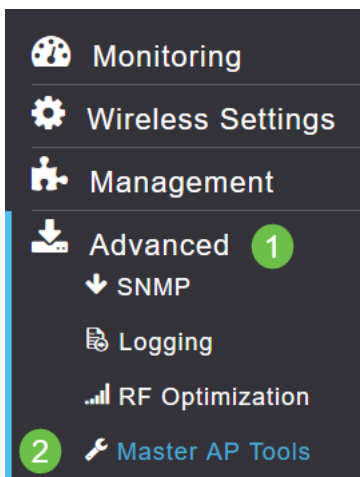 Monitoring
Wireless Settings
Management
Advanced 1
SNMP
Logging
RF Optimization
2 Master AP Tools